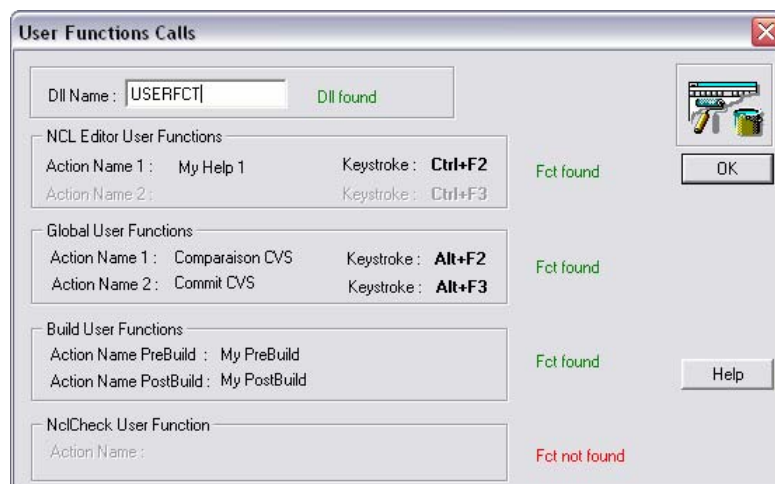 User Functions Calls
Dll Name : USERFCT Dll found
NCL Editor User Functions
Action Name 1 : My Help 1 Keystroke : Ctrl+F2
Action Name 2 : Keystroke : Ctrl+F3
Fct found
OK
Global User Functions
Action Name 1 : Comparaison CVS Keystroke : Alt+F2
Action Name 2 : Commit CVS Keystroke : Alt+F3
Fct found
Build User Functions
Action Name PreBuild : My PreBuild
Action Name PostBuild : My PostBuild
Fct found
Help
NclCheck User Function
Action Name :
Fct not found